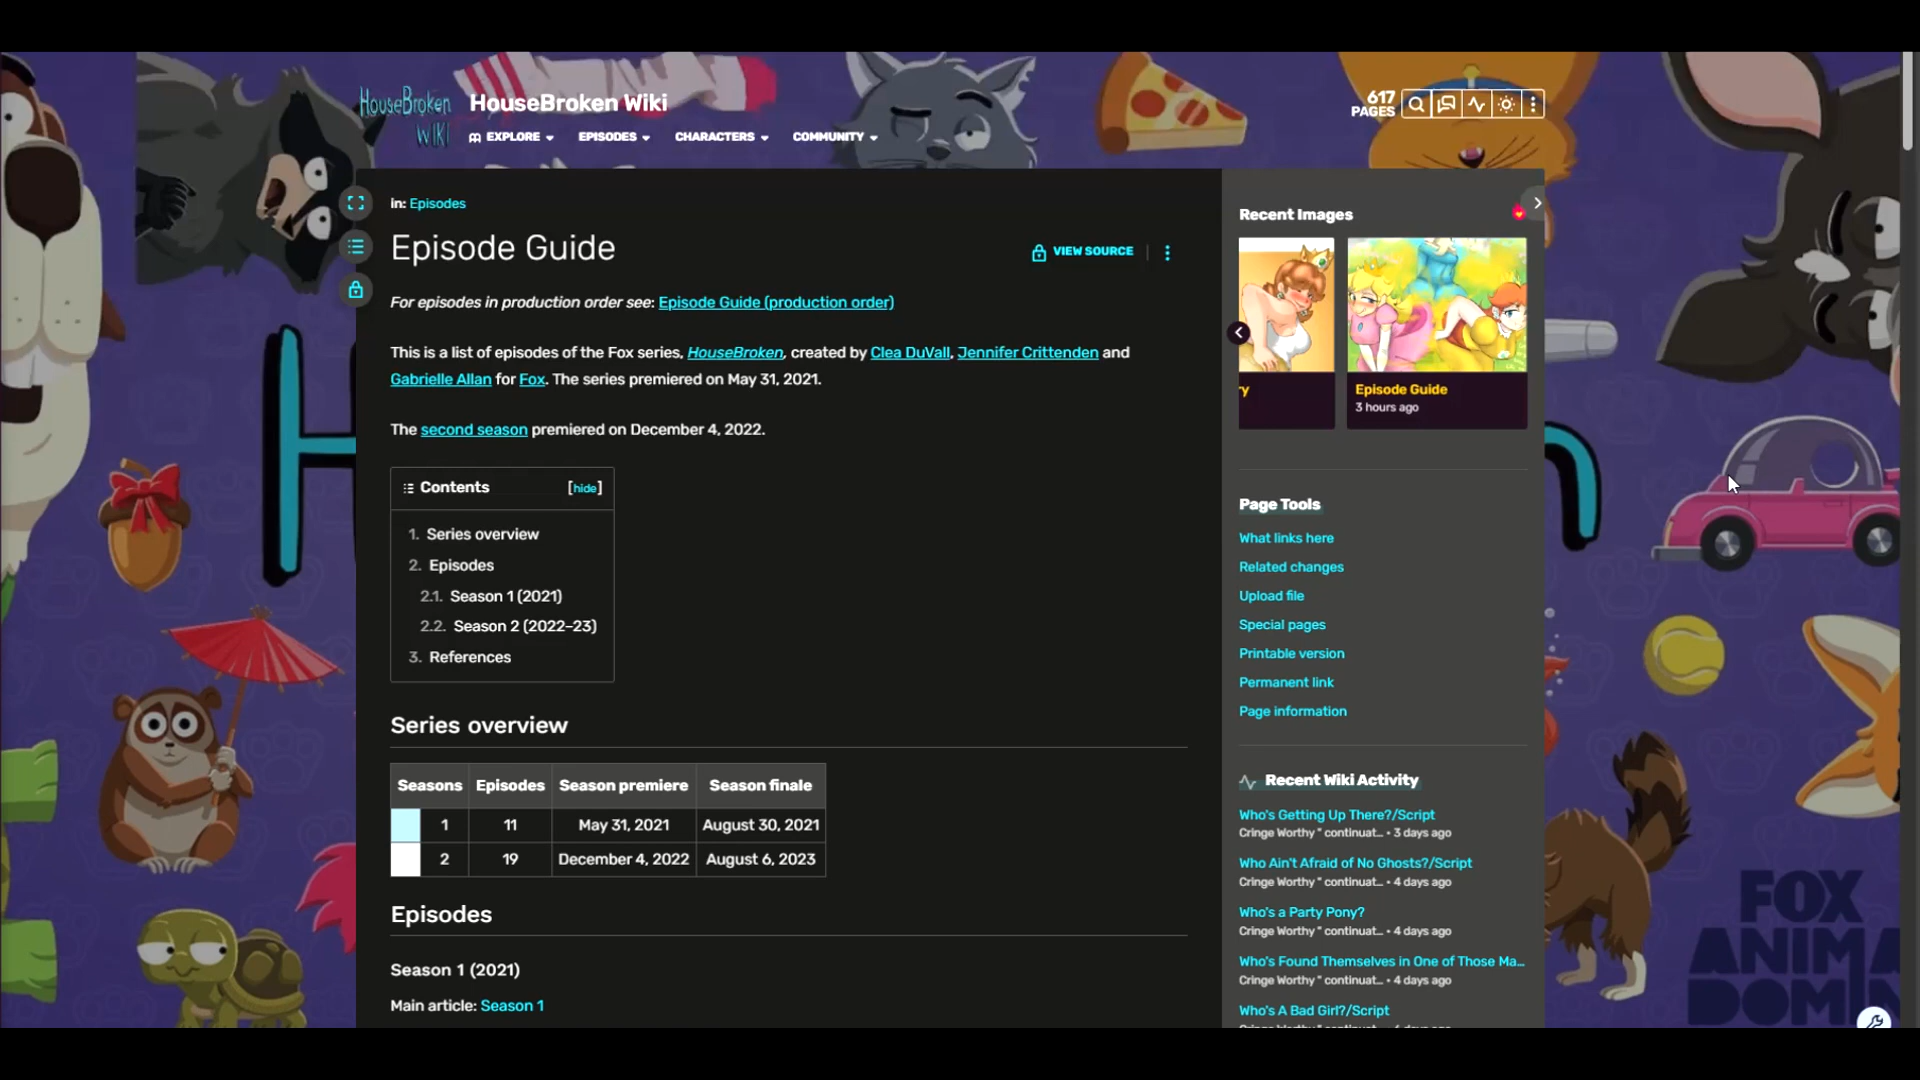 HouseBroken
WIKI
HouseBroken Wiki
EXPLORE
EPISODES
CHARACTERS
COMMUNITY
617
PAGES
in: Episodes
Episode Guide
VIEW SOURCE
For episodes in production order see: Episode Guide (production order)
This is a list of episodes of the Fox series, HouseBroken, created by Clea DuVall, Jennifer Crittenden and
Gabrielle Allan for Fox. The series premiered on May 31, 2021.
The second season premiered on December 4, 2022.
Contents [hide]
1. Series overview
2. Episodes
2.1. Season 1 (2021)
2.2. Season 2 (2022–23)
3. References
Series overview
Seasons Episodes Season premiere Season finale
1 11 May 31, 2021 August 30, 2021
2 19 December 4, 2022 August 6, 2023
Episodes
Season 1 (2021)
Main article: Season 1
Recent Images
Episode Guide
3 hours ago
Page Tools
What links here
Related changes
Upload file
Special pages
Printable version
Permanent link
Page information
Recent Wiki Activity
Who's Getting Up There?/Script
Cringe Worthy " continuat... • 3 days ago
Who Ain't Afraid of No Ghosts?/Script
Cringe Worthy " continuat... • 4 days ago
Who's a Party Pony?
Cringe Worthy " continuat... • 4 days ago
Who's Found Themselves in One of Those Ma...
Cringe Worthy " continuat... • 4 days ago
Who's A Bad Girl?/Script
FOX